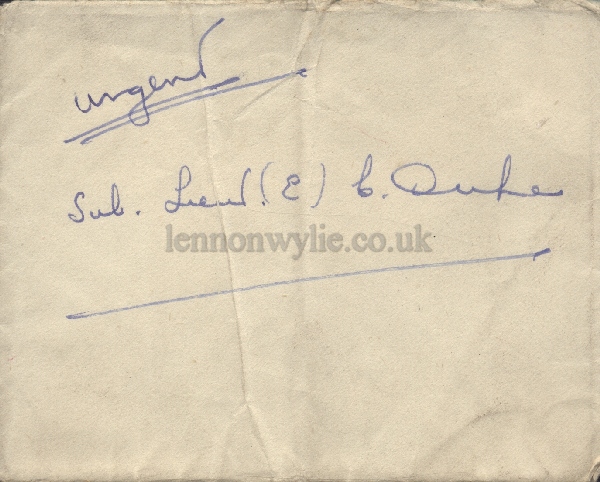 urgent
Sub. Lieut. (E) C. Duke
lennonwylie.co.uk